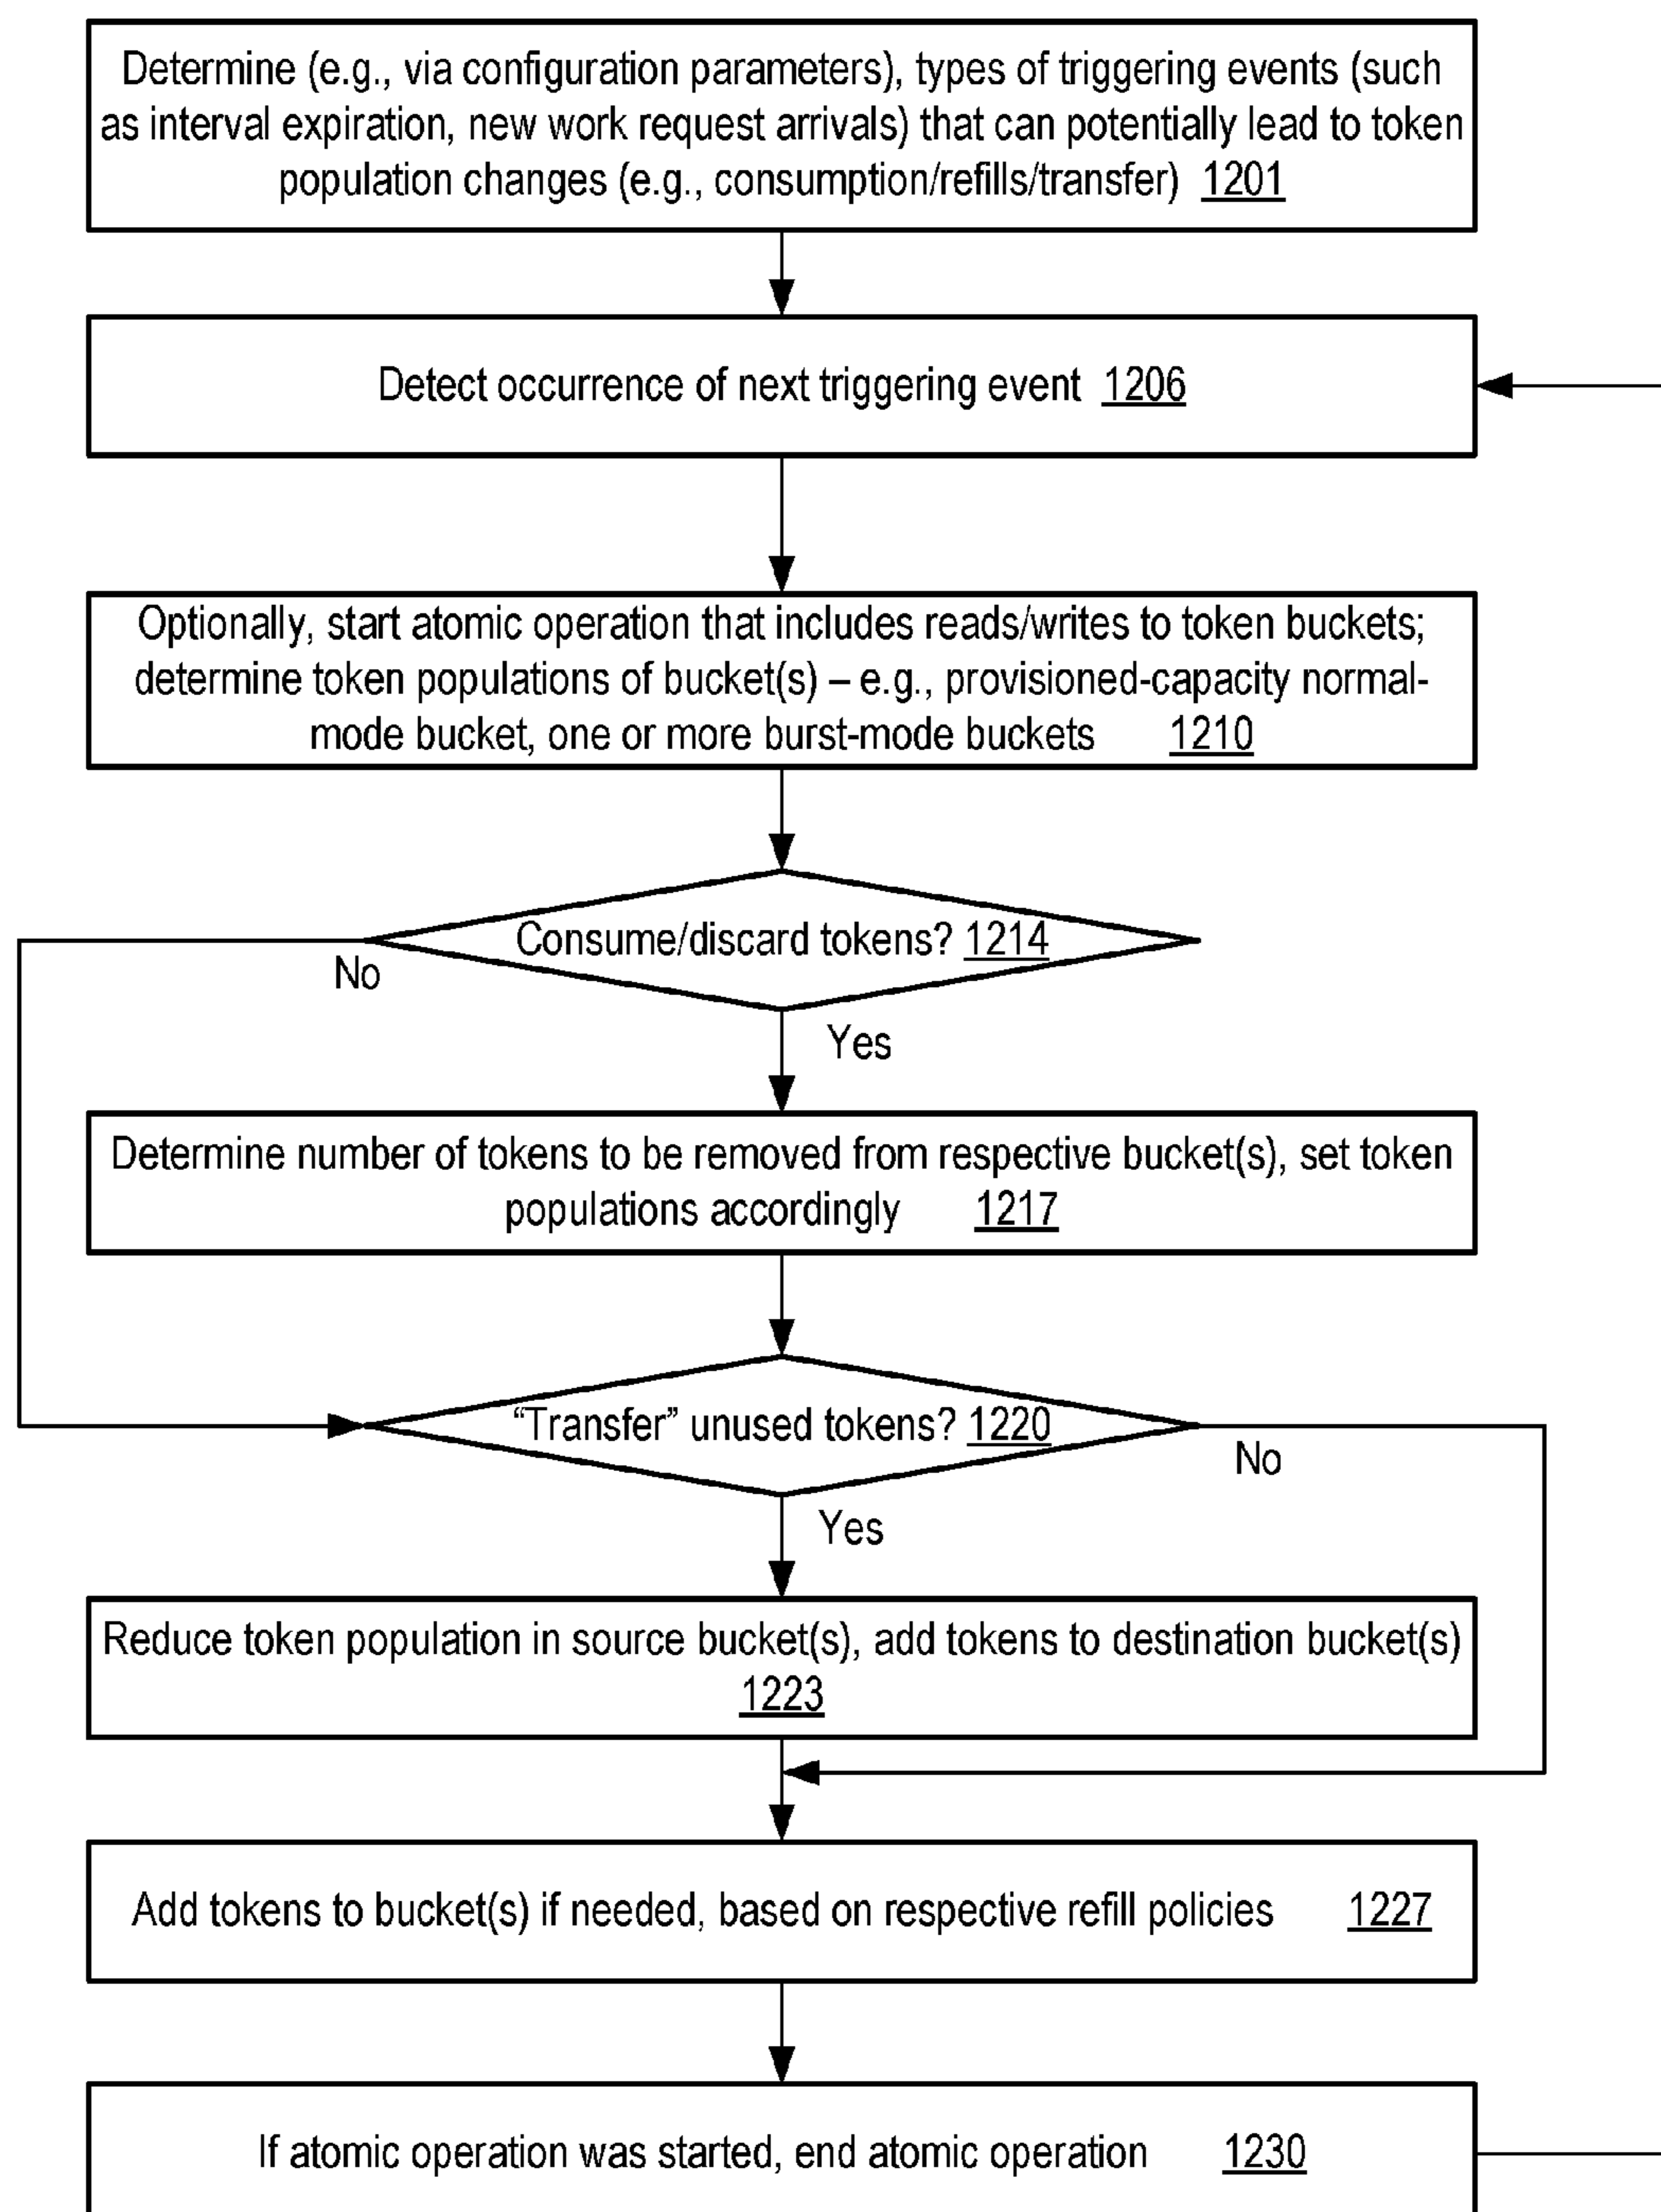 Determine (e.g., via configuration parameters), types of triggering events (such
as interval expiration, new work request arrivals) that can potentially lead to token
population changes (e.g., consumption/refills/transfer) 1201
Detect occurrence of next triggering event 1206
Optionally, start atomic operation that includes reads/writes to token buckets;
determine token populations of bucket(s) – e.g., provisioned-capacity normal-
mode bucket, one or more burst-mode buckets 1210
Consume/discard tokens? 1214
No
Yes
Determine number of tokens to be removed from respective bucket(s), set token
populations accordingly 1217
“Transfer” unused tokens? 1220
No
Yes
Reduce token population in source bucket(s), add tokens to destination bucket(s)
1223
Add tokens to bucket(s) if needed, based on respective refill policies 1227
If atomic operation was started, end atomic operation 1230